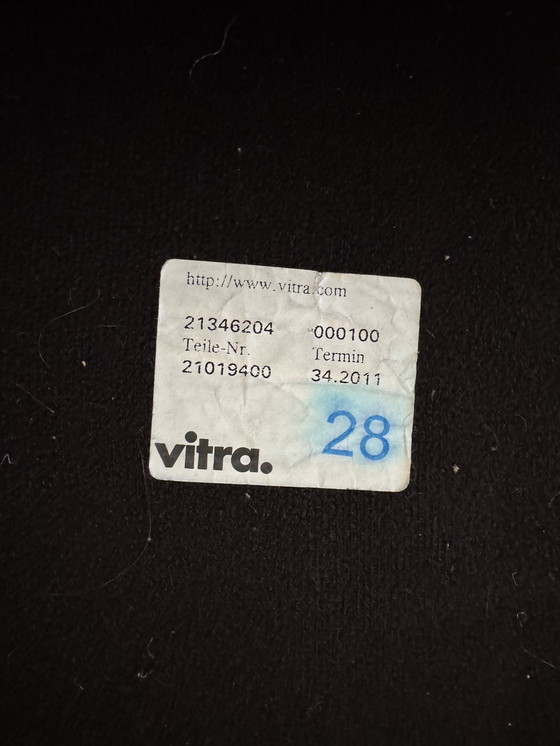 http://www.vitra.com
21346204 000100
Teile-Nr. Termin
21019400 34.2011
28
vitra.